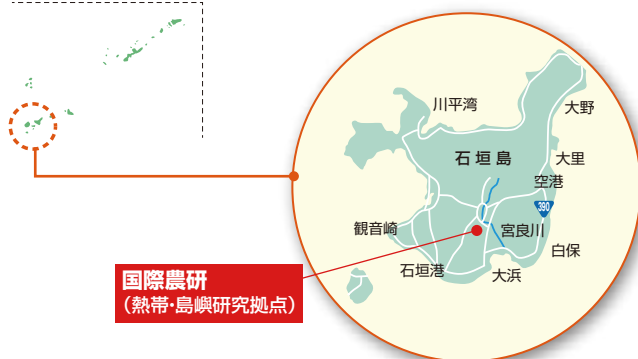 川平湾
大野
石垣島
大里
空港
390
観音崎
宮良川
白保
石垣港
大浜
国際農研
(熱帯・島嶼研究拠点)